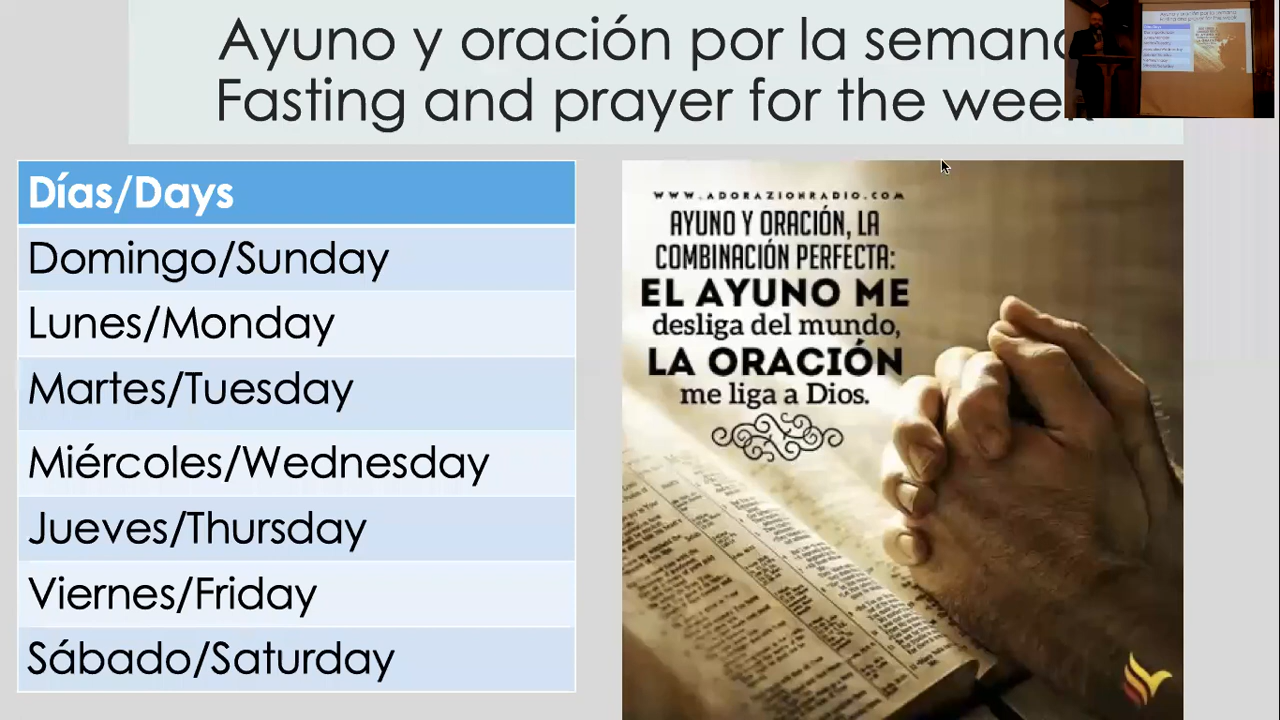 Ayuno y oración por la semana
Fasting and prayer for the week
Días/Days
Domingo/Sunday
Lunes/Monday
Martes/Tuesday
Miércoles/Wednesday
Jueves/Thursday
Viernes/Friday
Sábado/Saturday
WWW.ADORAZIONRADIO.COM
AYUNO Y ORACIÓN, LA
COMBINACIÓN PERFECTA:
EL AYUNO ME
desliga del mundo,
LA ORACIÓN
me liga a Dios.